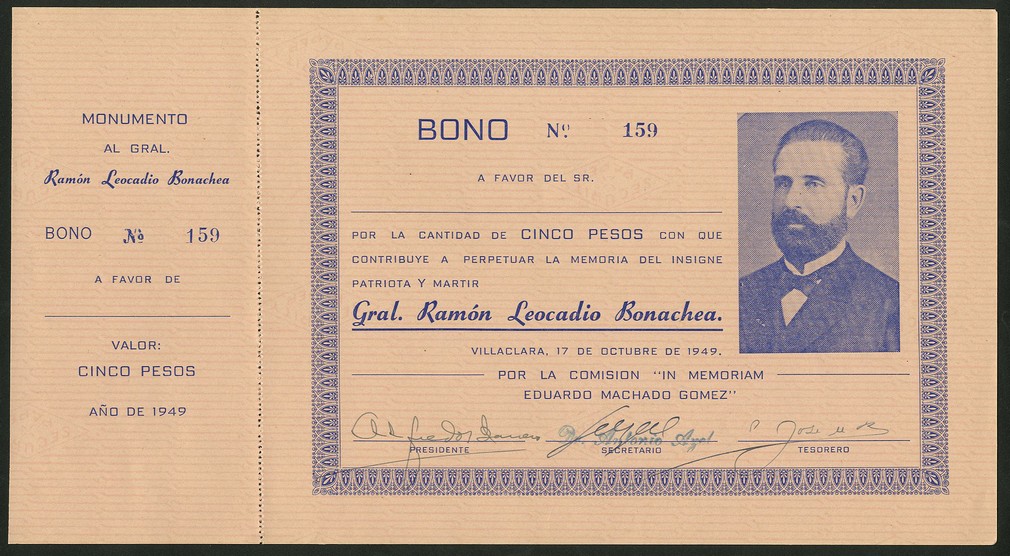 MONUMENTO
AL GRAL.
Ramón Leocadio Bonachea
BONO Nº 159
A FAVOR DE
VALOR:
CINCO PESOS
AÑO DE 1949
BONO Nº 159
A FAVOR DEL SR.
POR LA CANTIDAD DE CINCO PESOS CON QUE
CONTRIBUYE A PERPETUAR LA MEMORIA DEL INSIGNE
PATRIOTA Y MARTIR
Gral. Ramón Leocadio Bonachea.
VILLACLARA, 17 DE OCTUBRE DE 1949.
POR LA COMISION "IN MEMORIAM
EDUARDO MACHADO GOMEZ"
Dr. Antonio
PRESIDENTE SECRETARIO TESORERO